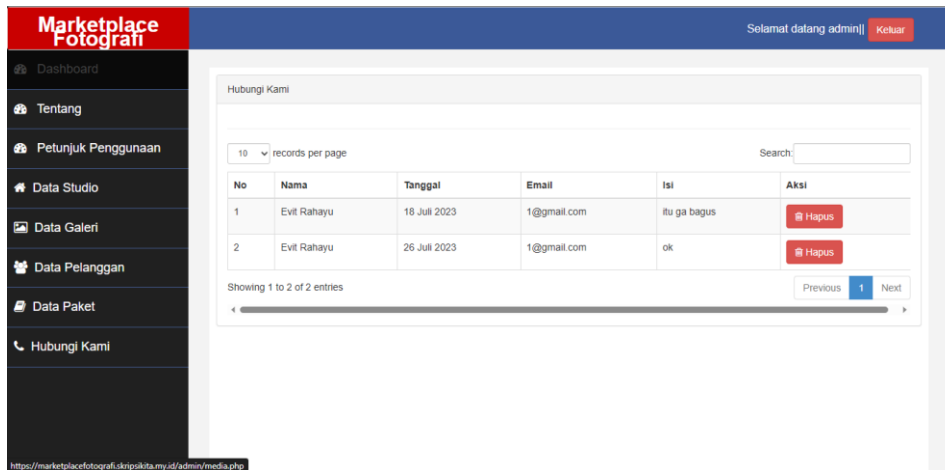 Marketplace
Fotografi
Selamat datang admin|| Keluar
Dashboard
Tentang
Petunjuk Penggunaan
Data Studio
Data Galeri
Data Pelanggan
Data Paket
Hubungi Kami
Hubungi Kami
10 records per page
Search:
No Nama Tanggal Email Isi Aksi
1 Evit Rahayu 18 Juli 2023 1@gmail.com itu ga bagus Hapus
2 Evit Rahayu 26 Juli 2023 1@gmail.com ok Hapus
Showing 1 to 2 of 2 entries
Previous 1 Next
https://marketplacefotografi.skripsikita.my.id/admin/media.php